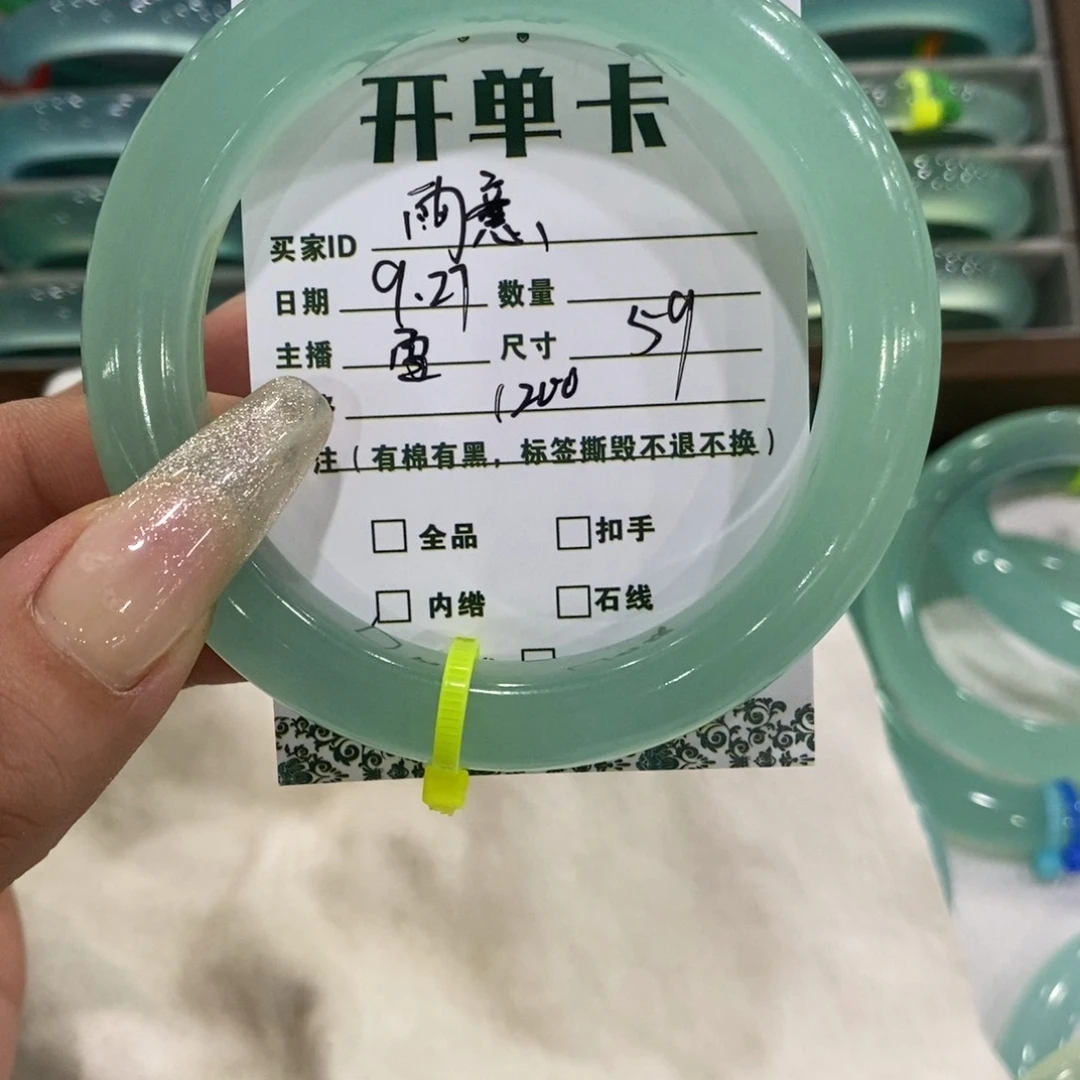 开单卡
买家ID 雨意
日期 9.27 数量
主播 雪 尺寸 59
1200
注（有棉有黑，标签撕毁不退不换）
全品 扣手
内绺 石线